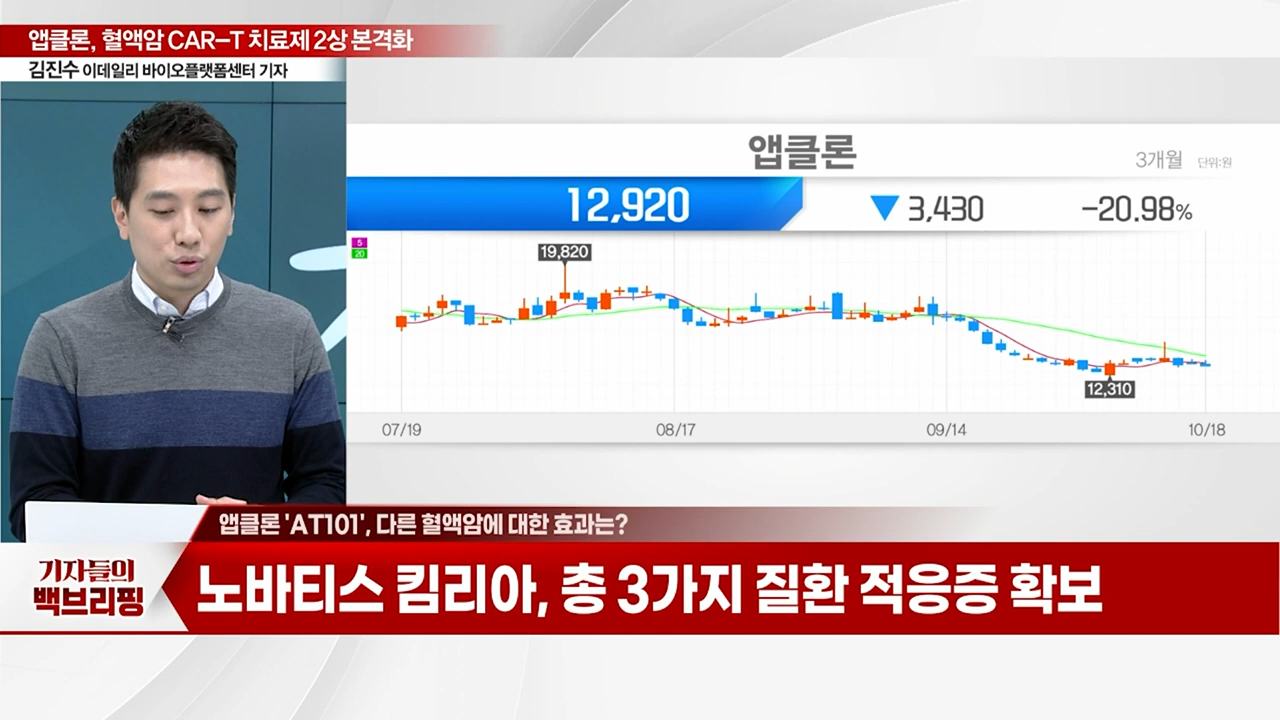 앱클론, 혈액암 CAR-T 치료제 2상 본격화
김진수 이데일리 바이오플랫폼센터 기자
앱클론
3개월 단위:원
12,920 ▼ 3,430 -20.98%
5
20
19,820
12,310
07/19 08/17 09/14 10/18
앱클론 'AT101', 다른 혈액암에 대한 효과는?
기자들의
백브리핑
노바티스 킴리아, 총 3가지 질환 적응증 확보